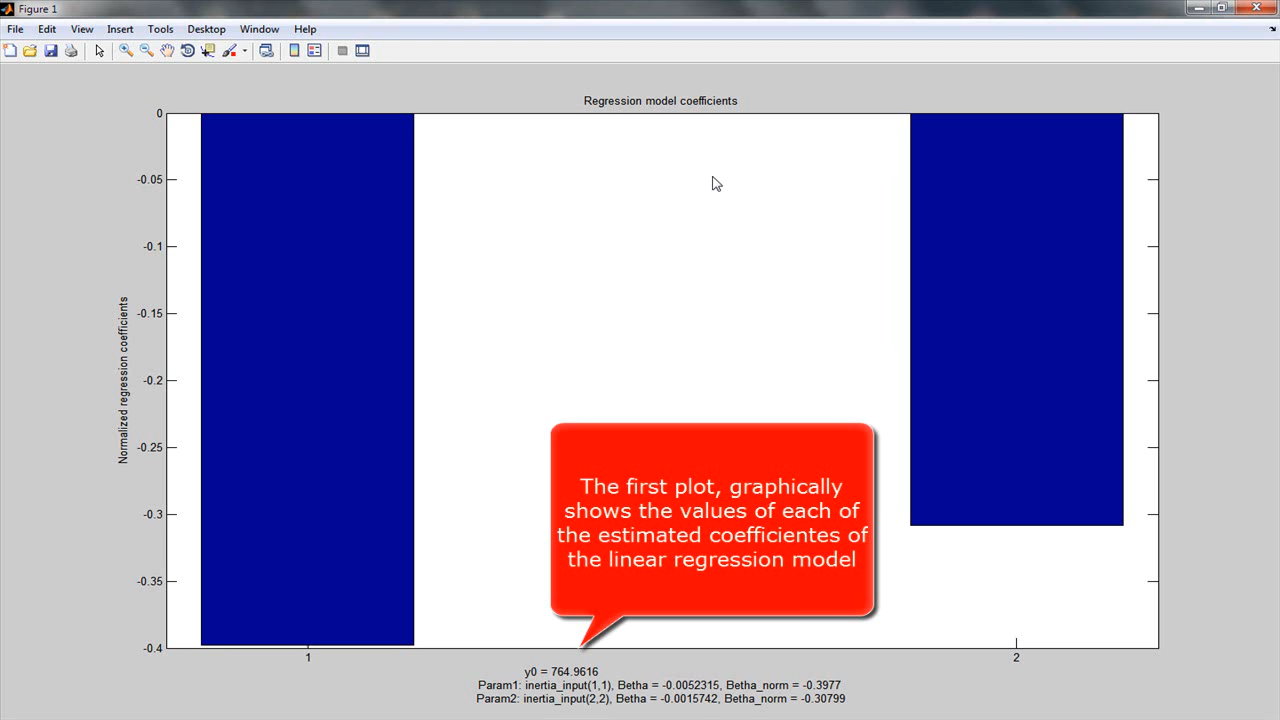 Figure 1
File Edit View Insert Tools Desktop Window Help
Regression model coefficients
Normalized regression coefficients
0
-0.05
-0.1
-0.15
-0.2
-0.25
-0.3
-0.35
-0.4
The first plot, graphically
shows the values of each of
the estimated coefficientes of
the linear regression model
1 2
y0 = 764.9616
Param1: inertia_input(1,1), Betha = -0.0052315, Betha_norm = -0.3977
Param2: inertia_input(2,2), Betha = -0.0015742, Betha_norm = -0.30799